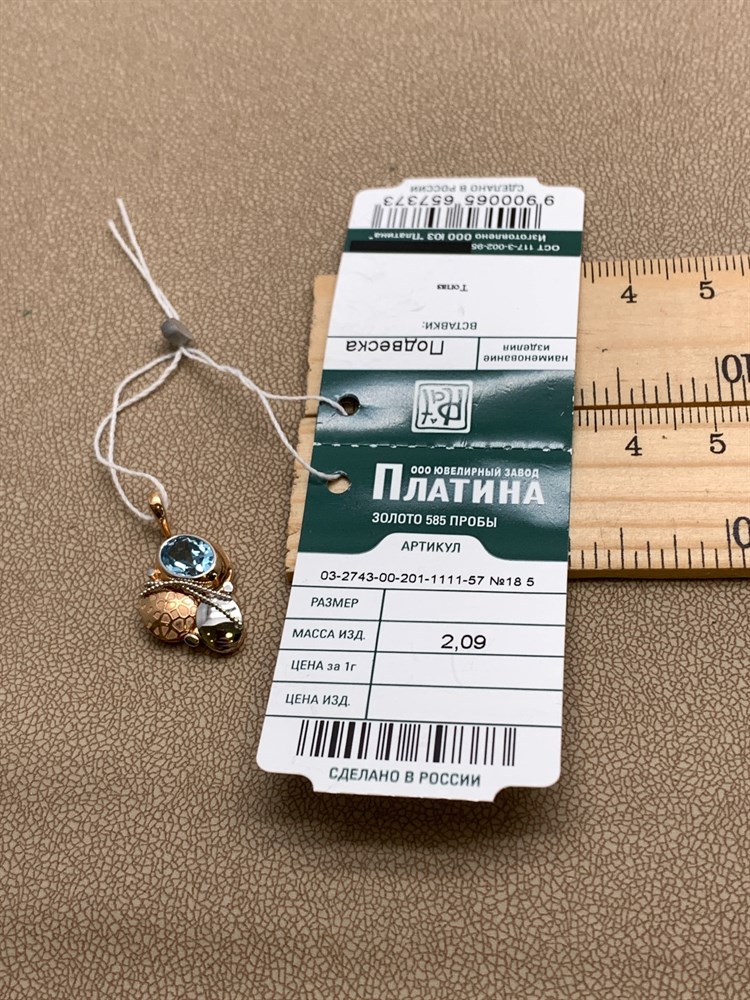 СДЕЛАНО В РОССИИ
9 900065 657373
Изготовлено ООО ЮЗ "Платина"
ОСТ 117-3-002-95
Топаз
ВСТАВКИ:
наименование изделия
Подвеска
Plat
ООО ЮВЕЛИРНЫЙ ЗАВОД
ПЛАТИНА
ЗОЛОТО 585 ПРОБЫ
АРТИКУЛ
03-2743-00-201-1111-57 №18 5
РАЗМЕР
МАССА ИЗД. 2,09
ЦЕНА за 1г
ЦЕНА ИЗД.
СДЕЛАНО В РОССИИ
4 5
10
4 5